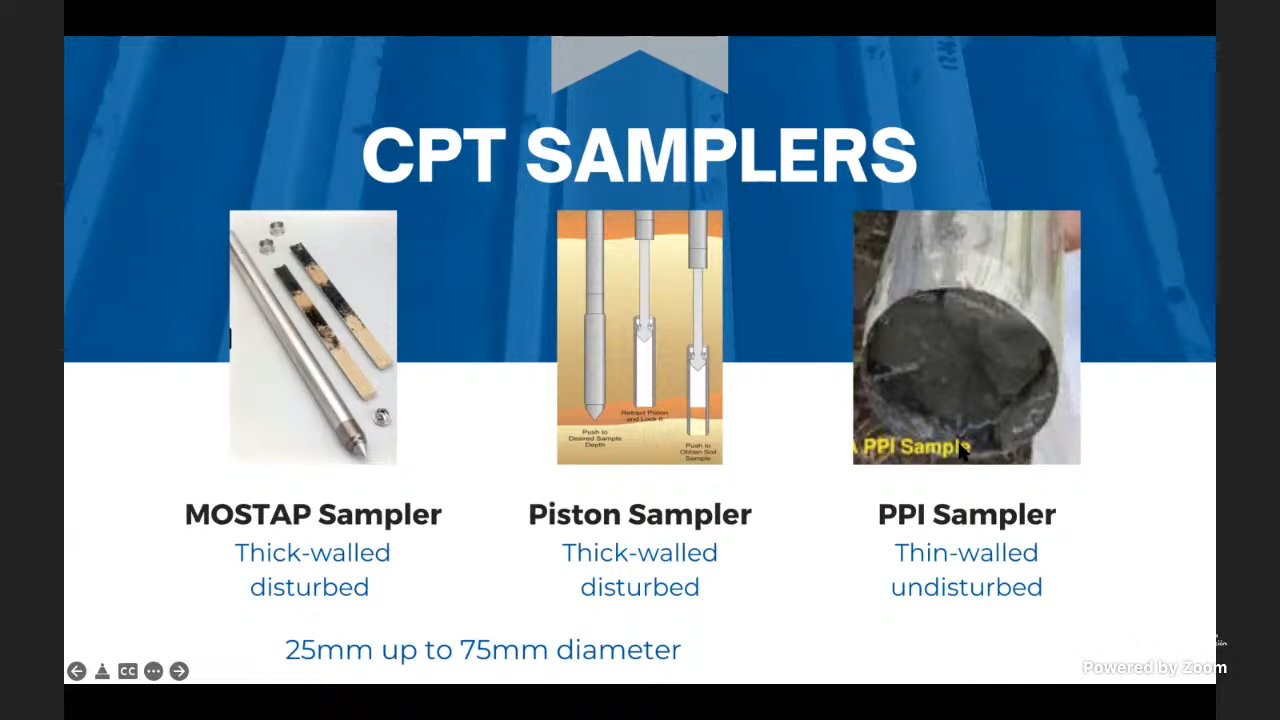 CPT SAMPLERS
Push to
Desired Sample
Depth
Retract Piston
and Lock It
Push to
Obtain Soil
Sample
A PPI Sample
MOSTAP Sampler
Thick-walled
disturbed
Piston Sampler
Thick-walled
disturbed
PPI Sampler
Thin-walled
undisturbed
25mm up to 75mm diameter
CC
Powered by Zoom